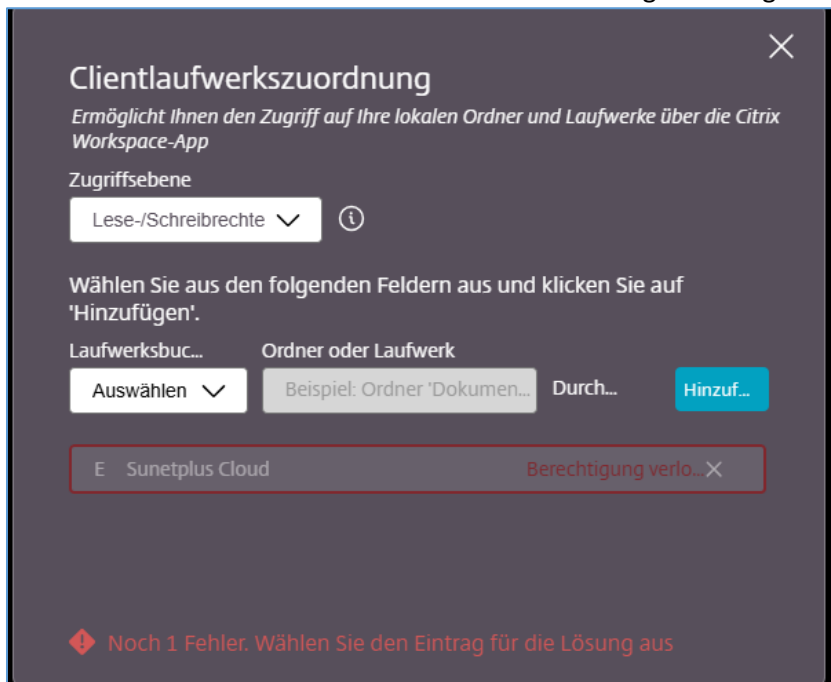 Clientlaufwerkszuordnung
Ermöglicht Ihnen den Zugriff auf Ihre lokalen Ordner und Laufwerke über die Citrix
Workspace-App
Zugriffsebene
Lese-/Schreibrechte
Wählen Sie aus den folgenden Feldern aus und klicken Sie auf
'Hinzufügen'.
Laufwerksbuc... Ordner oder Laufwerk
Auswählen Beispiel: Ordner 'Dokumen... Durch... Hinzuf...
E Sunetplus Cloud Berechtigung verlo...
Noch 1 Fehler. Wählen Sie den Eintrag für die Lösung aus